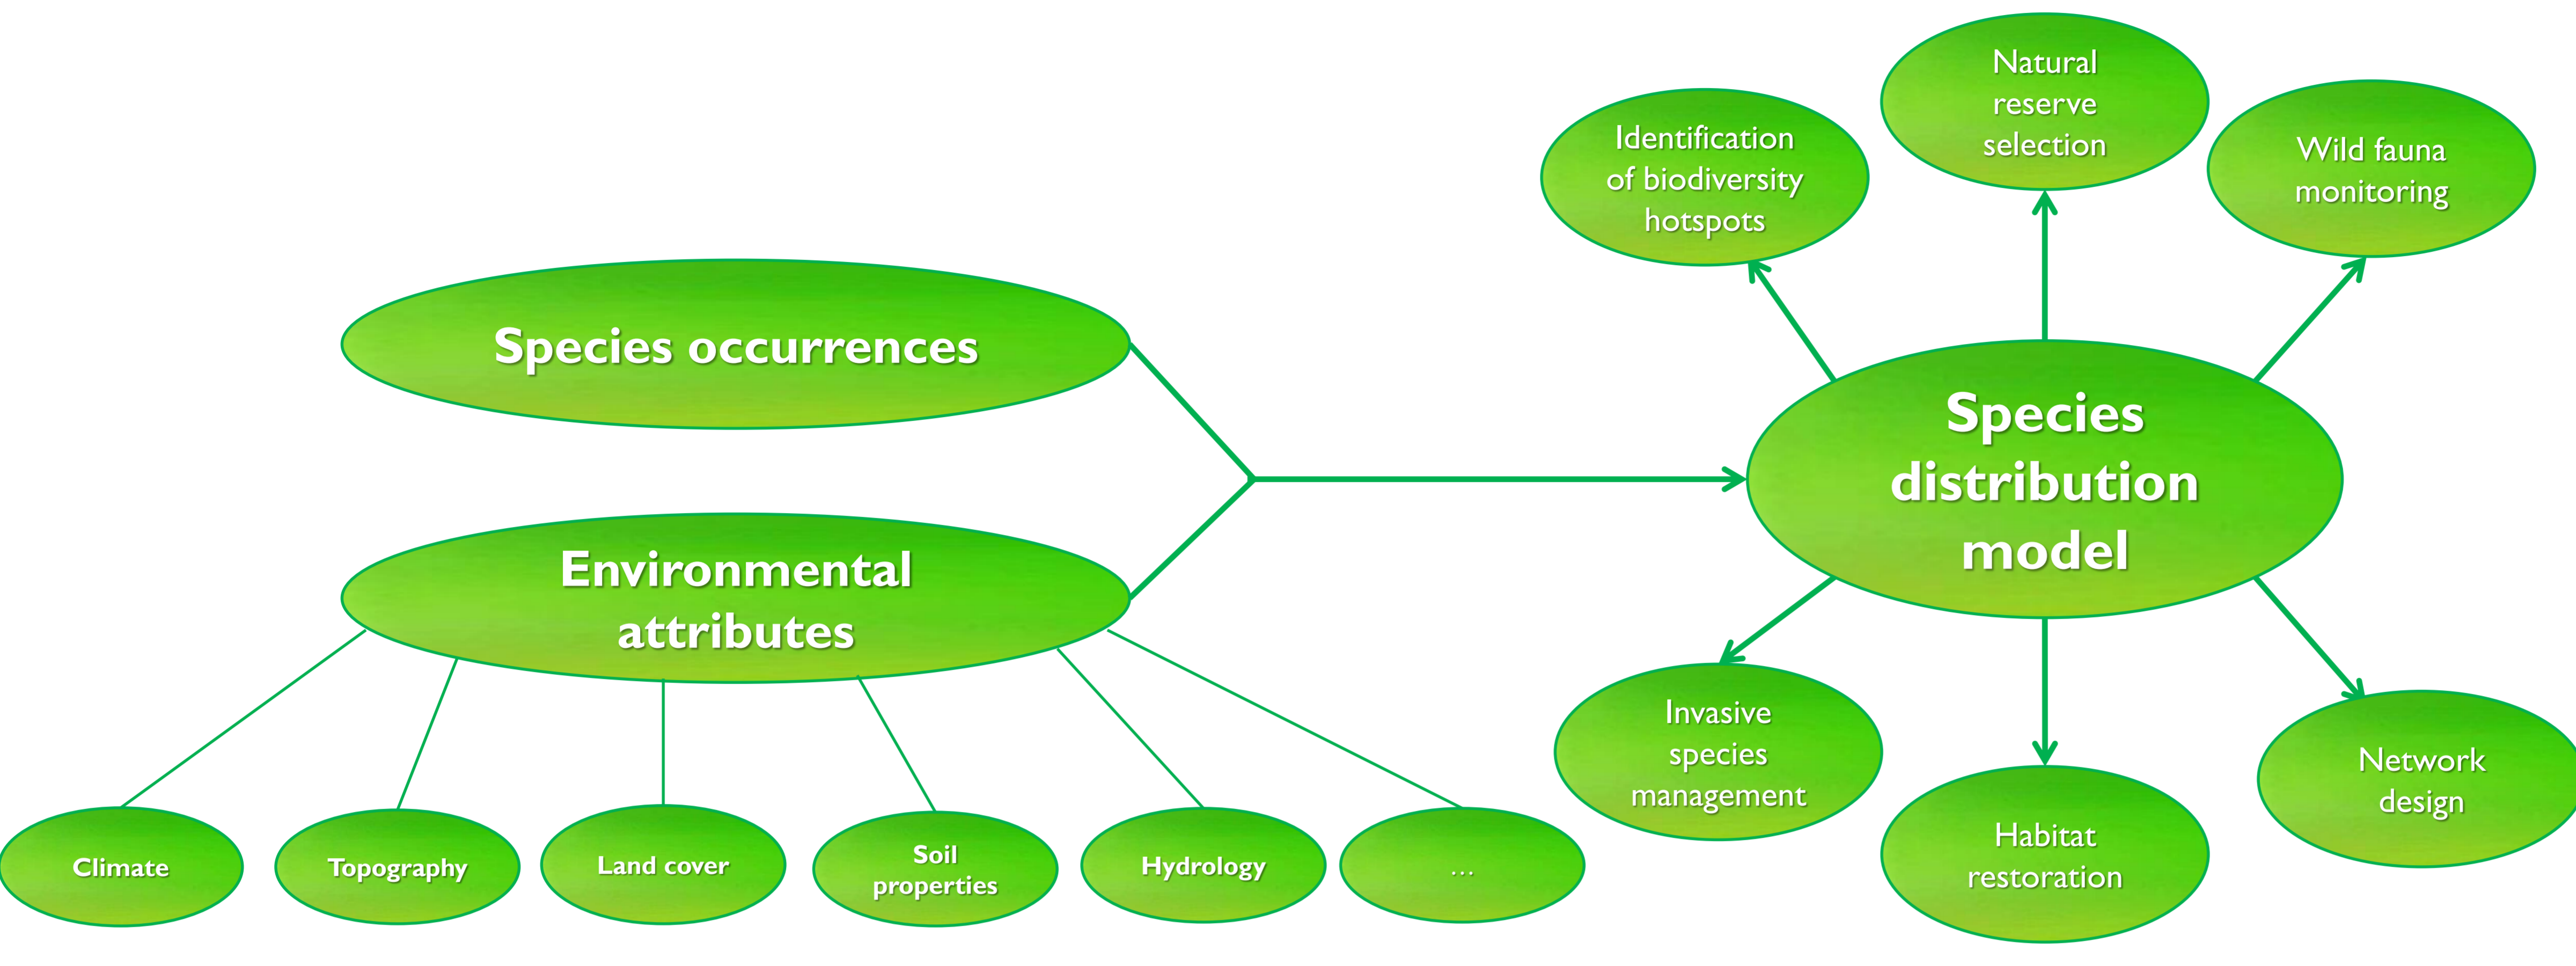 Natural
reserve
selection
Identification
of biodiversity
hotspots
Wild fauna
monitoring
Species occurrences
Species
distribution
model
Environmental
attributes
Invasive
species
management
Network
design
Habitat
restoration
Climate
Topography
Land cover
Soil
properties
Hydrology
…